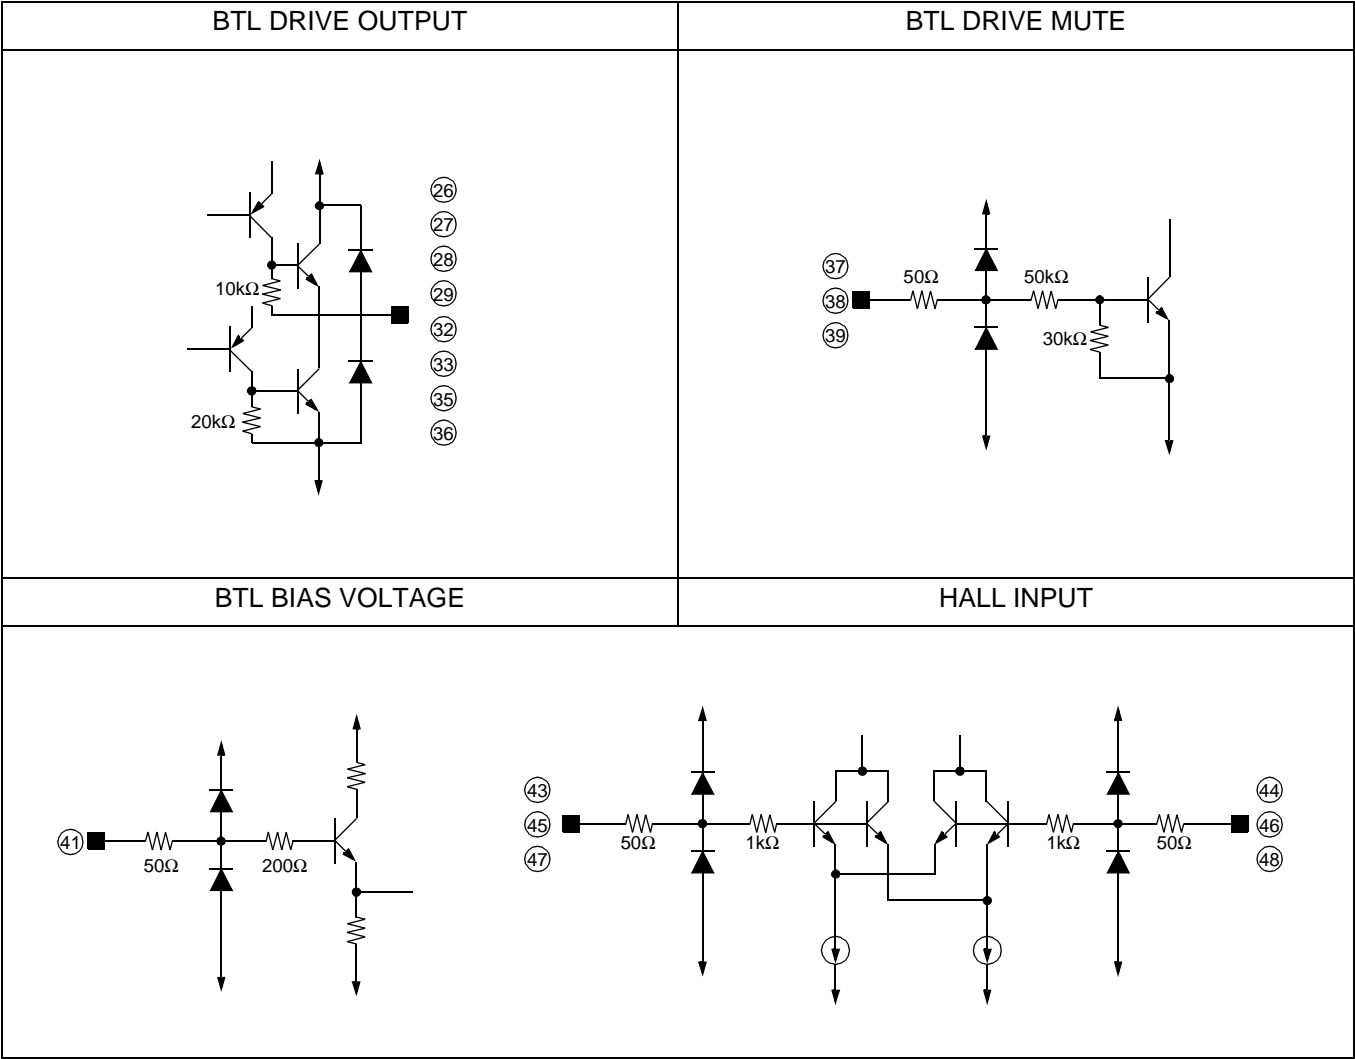 BTL DRIVE OUTPUT
BTL DRIVE MUTE
26
27
28
10kΩ
29
32
33
20kΩ
35
36
37
38
39
50Ω
50kΩ
30kΩ
BTL BIAS VOLTAGE
HALL INPUT
41
50Ω
200Ω
43
45
47
50Ω
1kΩ
1kΩ
50Ω
44
46
48